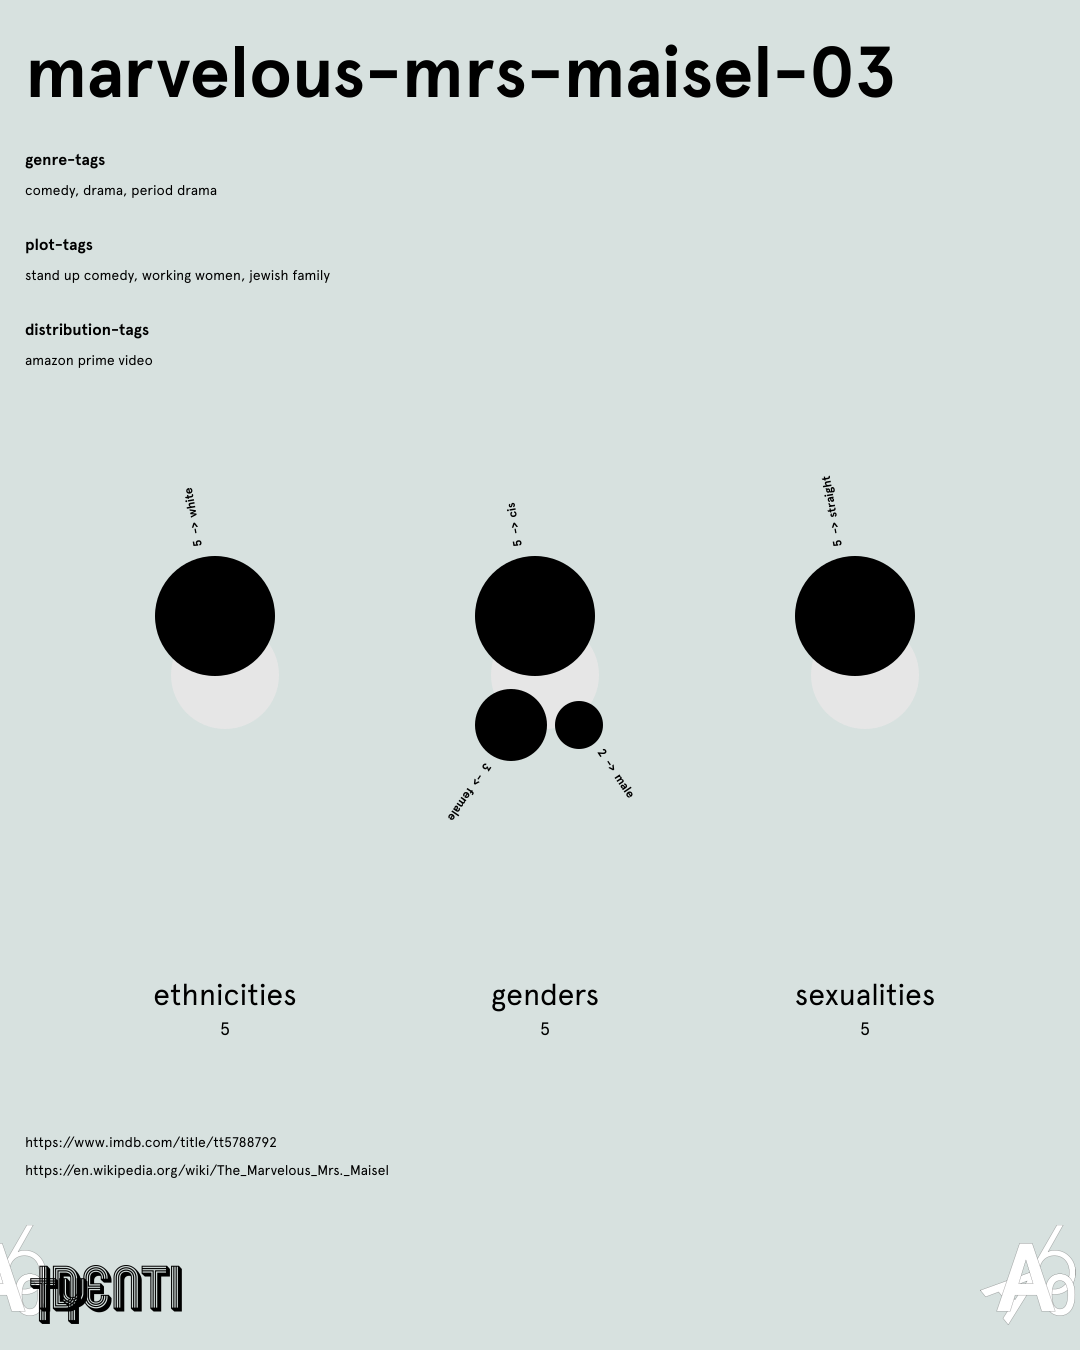 marvelous-mrs-maisel-03
genre-tags
comedy, drama, period drama
plot-tags
stand up comedy, working women, jewish family
distribution-tags
amazon prime video
5 -> white
5 -> cis
5 -> straight
3 -> female
2 -> male
ethnicities
5
genders
5
sexualities
5
https://www.imdb.com/title/tt5788792
https://en.wikipedia.org/wiki/The_Marvelous_Mrs._Maisel
IDENTI
TY